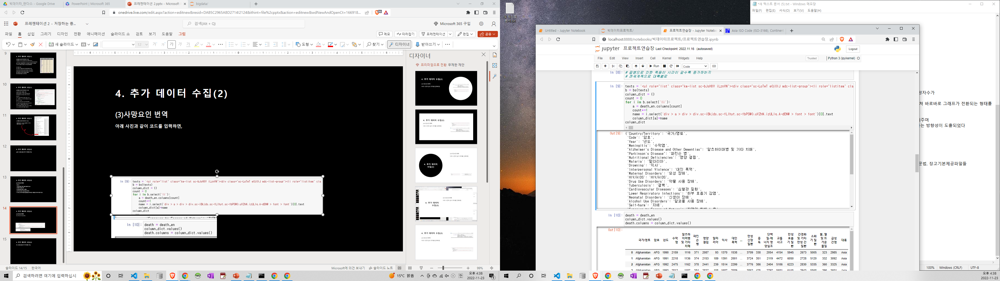 빅데이터_판다스 - Google Drive
PowerPoint | Microsoft 365
프레젠테이션 2.pptx - Microsoft
bigdata/
onedrive.live.com/edit.aspx?action=editnew&resid=DAB5C2965ABD2714!2124&ithint=file%2cpptx&action=editnew&wdNewAndOpenCt=166918...
프레젠테이션 2 - 저장하는 중...
검색(Alt + Q)
Microsoft 365 구입
파일 홈 삽입 그리기 디자인 전환 애니메이션 슬라이드 쇼 검토 보기 도움말 그림
메모 따라잡기 프레젠테이션 편집 공유
새 슬라이드
12
도형
찾기
디자이너
받아쓰기
9
10
11
12
13
14
15
4. 추가 데이터 수집(2)
(3)사망요인 번역
아래 사진과 같이 코드를 입력하면,
In [9]: texts = '<ul role="list" class="km-list sc-bJsHXV iLznVN"><div class="sc-LoTwT eOjOIJ mdc-list-group"><li role="listitem" cla
b = bs(texts)
column_dict = {}
count = 0
for i in b.select('li'):
a = death_en.columns[count]
count+=1
name = i.select('div > a > div > div.sc-iBkjds.sc-fLlhyt.sc-fbPSWO.uVZhN.izULIq.A-dENW > font > font')[0].text
column_dict[a]=name
column_dict
In [10]: death = death_en
column_dict.values()
death.columns = column_dict.values()
디자이너
프리미엄으로 전환 무제한 제안
4. 추가 데이터 수집(2)
4. 추가 데이터 수집(2)
4. 추가 데이터
수집(2)
4. 추가 데이터
수집(2)
4. 추가 데이터 수집(2)
슬라이드 14/15 한국어
Microsoft에 의견 보내기 슬라이드 노트
99%
검색하려면 여기에 입력하십시
15°C 맑음
오후 4:38
2022-11-23
새 텍스트
문서.txt
*새 텍스트 문서 (5).txt - Windows 메모장
파일(F) 편집(E) 서식(O) 보기(V) 도움말(H)
망자수가
쳐 바로바로 그래프가 전환되는 형태를
여주며
는 방향성이 도출되었다
문법, 장고기본제공파일들
100% Windows (CRLF) UTF-8
Untitled - Jupyter Notebook
빅데이터프로젝트/
프로젝트연습장 - Jupyter Notebo
Asia ISO Code (ISO-3166), Continent
localhost:8888/notebooks/빅데이터프로젝트/프로젝트연습장.ipynb
jupyter 프로젝트연습장 Last Checkpoint: 2022.11.16 (autosaved)
Logout
File Edit View Insert Cell Kernel Widgets Help
Trusted
Python 3 (ipykernel)
Run
Code
In [8]: # 질병으로 인한 죽음이 시간이 갈수록 증가하는지
# 전세계적으로 대륙별로
In [9]: texts = '<ul role="list" class="km-list sc-bJsHXV iLznVN"><div class="sc-LoTwT eOjOIJ mdc-list-group"><li role="listitem" cla
b = bs(texts)
column_dict = {}
count = 0
for i in b.select('li'):
a = death_en.columns[count]
count+=1
name = i.select('div > a > div > div.sc-iBkjds.sc-fLlhyt.sc-fbPSWO.uVZhN.izULIq.A-dENW > font > font')[0].text
column_dict[a]=name
column_dict
Out[9]: {'Country/Territory': '국가/영토',
'Code': '암호',
'Year': '년도',
'Meningitis': '수막염',
"Alzheimer's Disease and Other Dementias": '알츠하이머병 및 기타 치매',
"Parkinson's Disease": '파킨슨 병',
'Nutritional Deficiencies': '영양 결핍',
'Malaria': '말라리아',
'Drowning': '익사',
'Interpersonal Violence': '대인 폭력',
'Maternal Disorders': '모성 장애',
'HIV/AIDS': 'HIV/AIDS',
'Drug Use Disorders': '약물 사용 장애',
'Tuberculosis': '결핵',
'Cardiovascular Diseases': '심혈관 질환',
'Lower Respiratory Infections': '하부 호흡기 감염',
'Neonatal Disorders': '신생아 장애',
'Alcohol Use Disorders': '알코올 사용 장애',
'Self-harm': '자해',
In [10]: death = death_en
column_dict.values()
death.columns = column_dict.values()
Out[10]:
국가/영토 암호 년도 수막염 알츠하이머병 및 기타 치매 파킨슨 병 영양 결핍 말라리아 익사 대인 폭력 ... 만성 신장 질환 중독 단백질-에너지 영양실조 교통 사고 만성 호흡기 질환 간경화 및 기타 만성 간 질환 소화기 질환 불, 열 및 뜨거운 물질 급성 간염 대륙
0 Afghanistan AFG 1990 2159 1116 371 2087 93 1370 1538 ... 3709 338 2054 4154 5945 2673 5005 323 2985 Asia
1 Afghanistan AFG 1991 2218 1136 374 2153 189 1391 2001 ... 3724 351 2119 4472 6050 2728 5120 332 3092 Asia
2 Afghanistan AFG 1992 2475 1162 378 2441 239 1514 2299 ... 3776 386 2404 5106 6223 2830 5335 360 3325 Asia
오후 4:38
2022-11-23